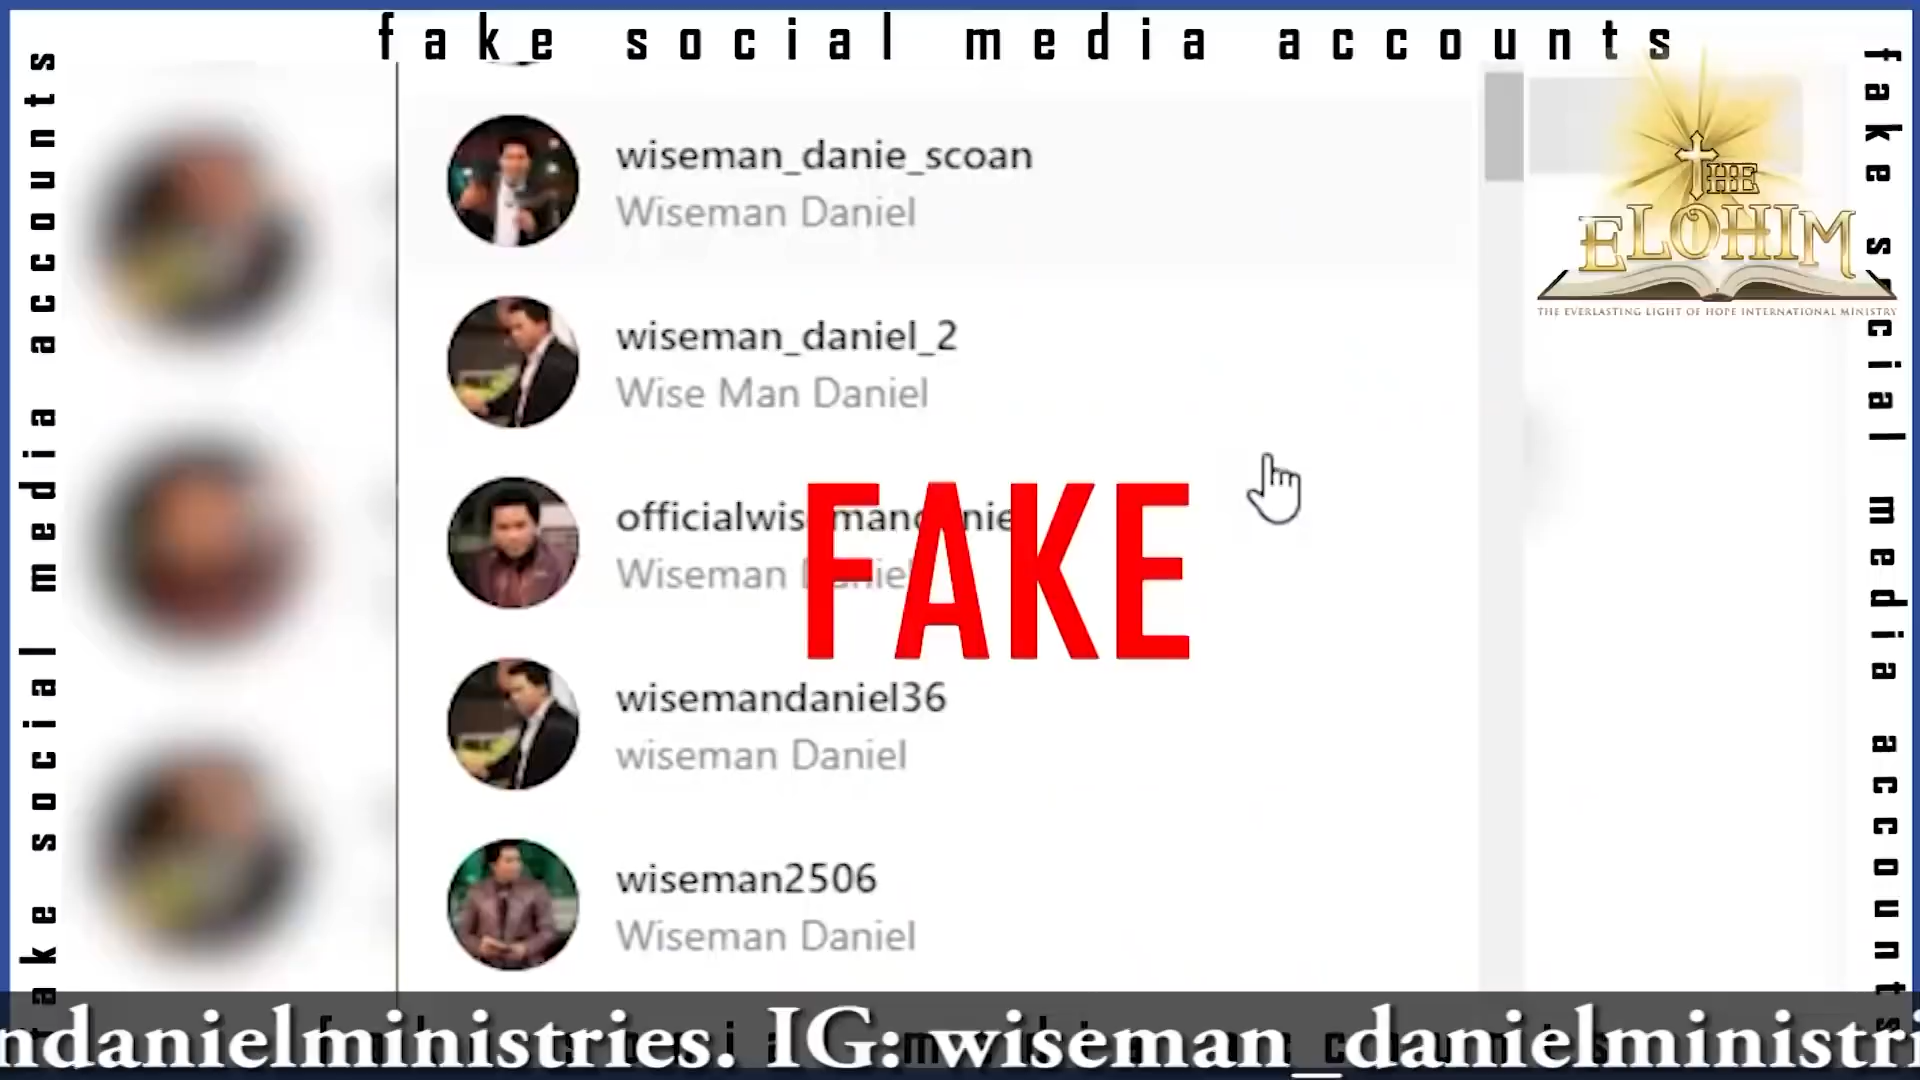 fake social media accounts
fake social media accounts
fake social media accounts
wiseman_danie_scoan
Wiseman Daniel
wiseman_daniel_2
Wise Man Daniel
Wiseman
FAKE
wisemandaniel36
wiseman Daniel
wiseman2506
Wiseman Daniel
THE
ELOHIM
THE EVERLASTING LIGHT OF HOPE INTERNATIONAL MINISTRY
ndanielministries. IG: wiseman_danielministri